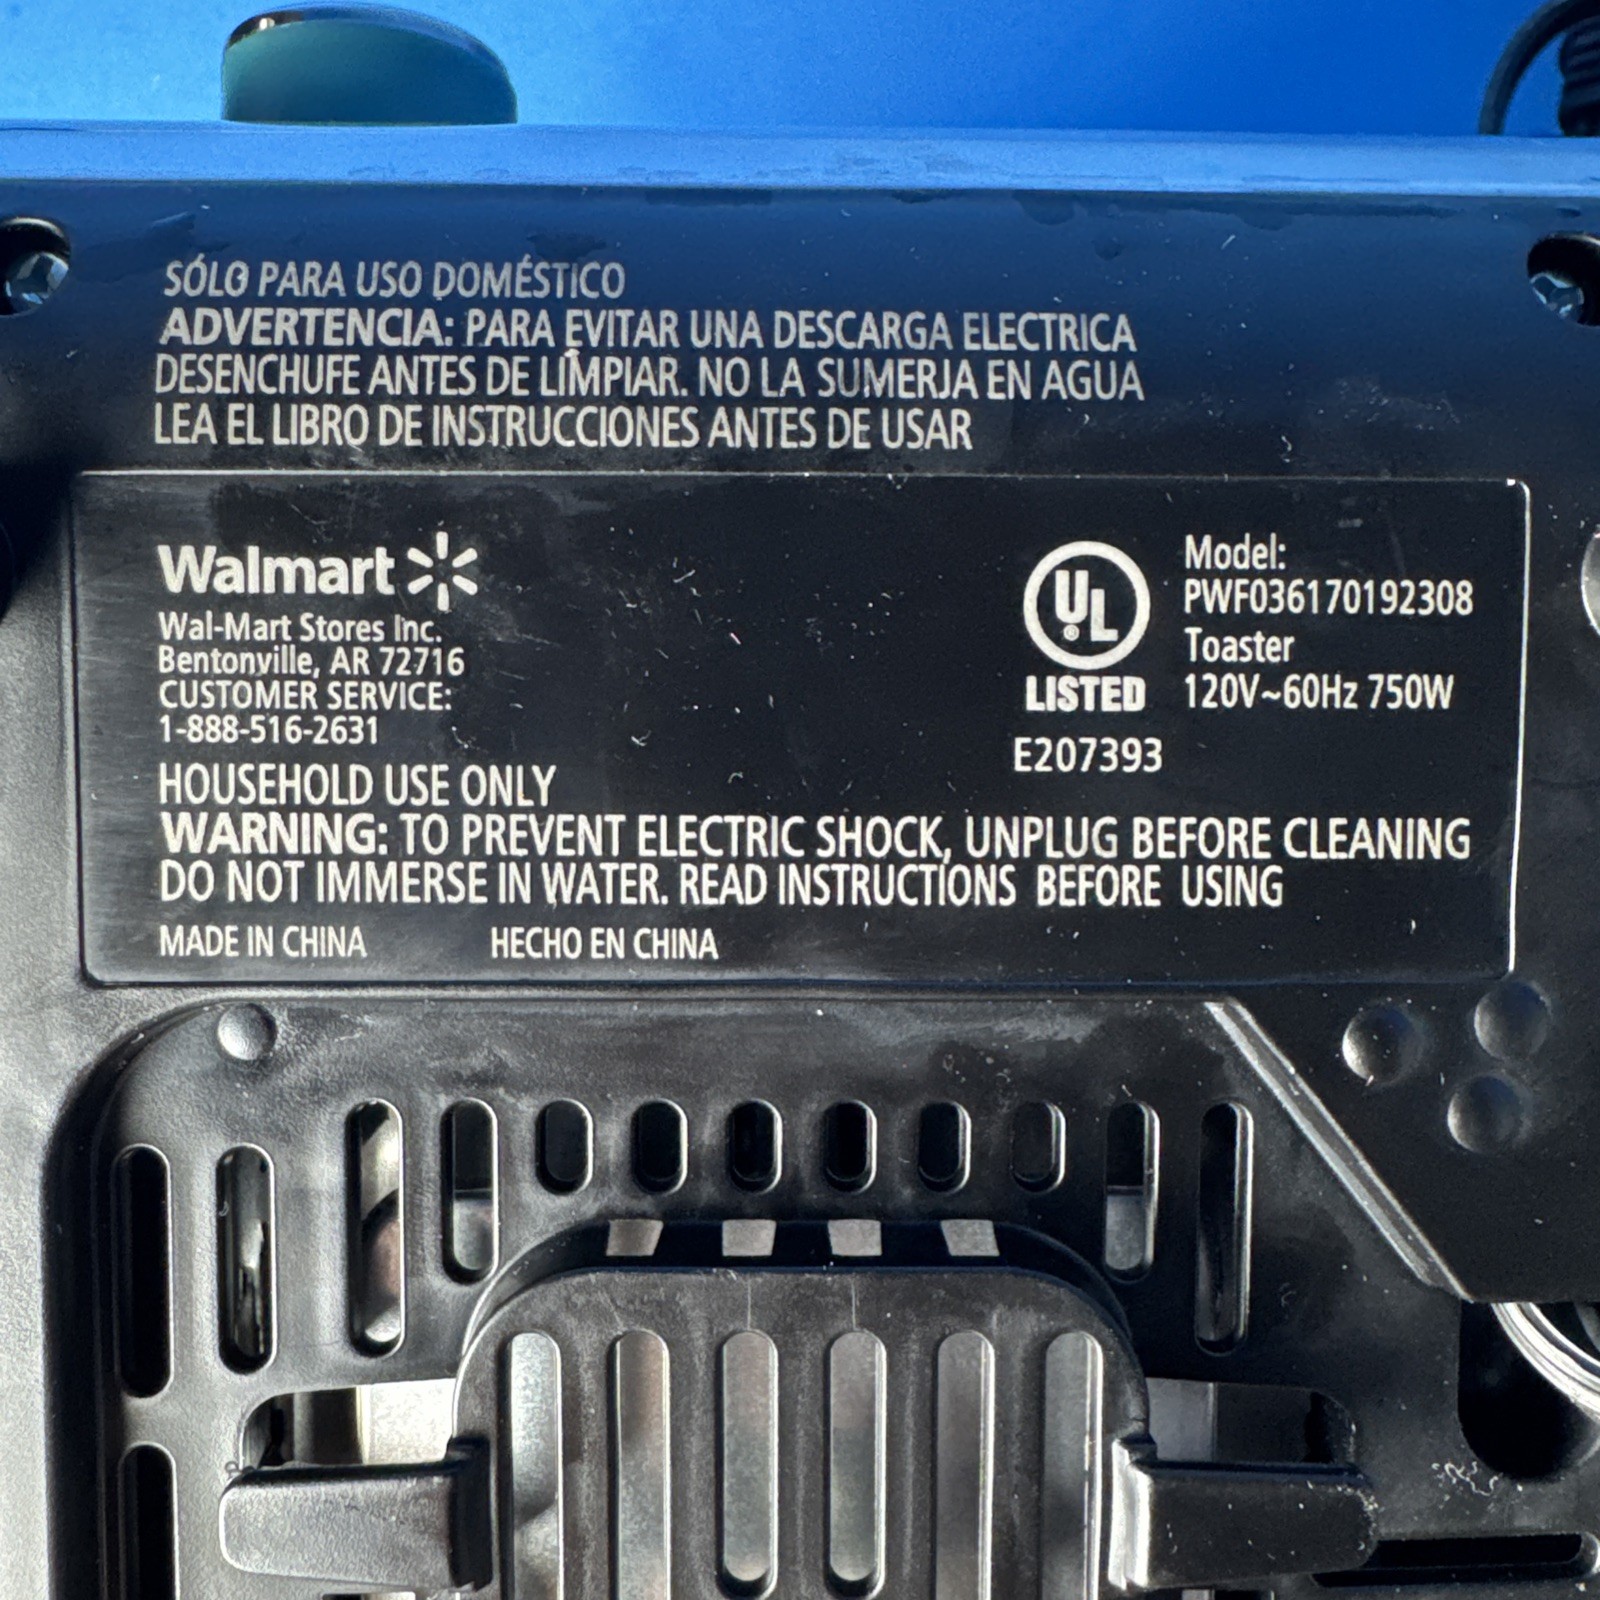 SÓLO PARA USO DOMÉSTICO
ADVERTENCIA: PARA EVITAR UNA DESCARGA ELECTRICA
DESENCHUFE ANTES DE LÍMPIAR. NO LA SUMERJA EN AGUA
LEA EL LIBRO DE INSTRUCCIONES ANTES DE USAR
Walmart
Wal-Mart Stores Inc.
Bentonville, AR 72716
CUSTOMER SERVICE:
1-888-516-2631
UL
LISTED
E207393
Model:
PWF036170192308
Toaster
120V~60Hz 750W
HOUSEHOLD USE ONLY
WARNING: TO PREVENT ELECTRIC SHOCK, UNPLUG BEFORE CLEANING
DO NOT IMMERSE IN WATER. READ INSTRUCTIONS BEFORE USING
MADE IN CHINA HECHO EN CHINA